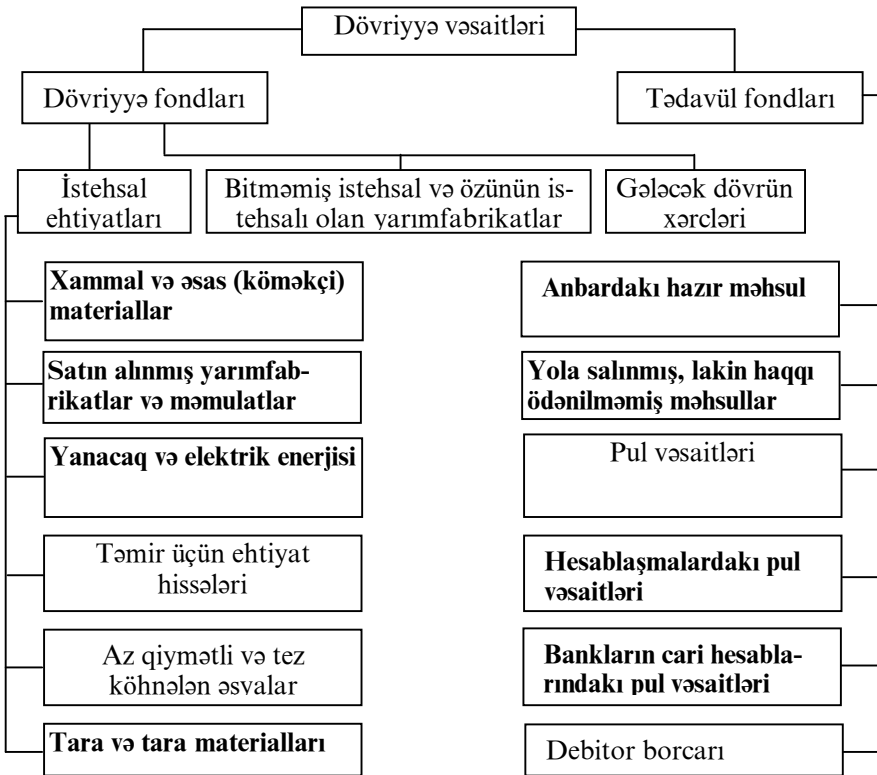 Dövriyyə vəsaitləri
Dövriyyə fondları
Tədavül fondları
İstehsal
ehtiyatları
Bitməmiş istehsal və özünün is-
tehsalı olan yarımfabrikatlar
Gələcək dövrün
xərcləri
Xammal və əsas (köməkçi)
materiallar
Satın alınmış yarımfab-
rikatlar və məmulatlar
Yanacaq və elektrik enerjisi
Təmir üçün ehtiyat
hissələri
Az qiymətli və tez
köhnələn əsvalar
Tara və tara materialları
Anbardakı hazır məhsul
Yola salınmış, lakin haqqı
ödənilməmiş məhsullar
Pul vəsaitləri
Hesablaşmalardakı pul
vəsaitləri
Bankların cari hesabla-
rındakı pul vəsaitləri
Debitor borcarı